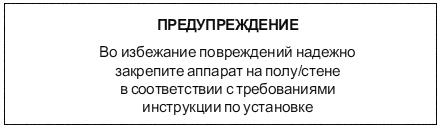 ПРЕДУПРЕЖДЕНИЕ
Во избежание повреждений надежно
закрепите аппарат на полу/стене
в соответствии с требованиями
инструкции по установке